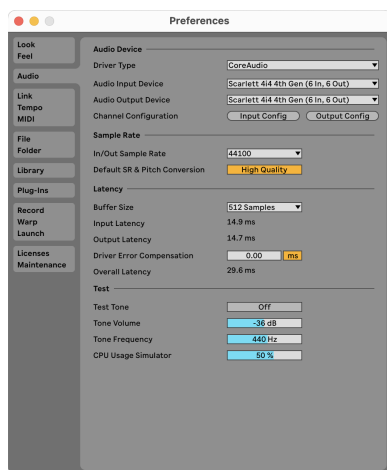 Preferences
Look
Feel
Audio
Link
Tempo
MIDI
File
Folder
Library
Plug-Ins
Record
Warp
Launch
Licenses
Maintenance
Audio Device
Driver Type CoreAudio
Audio Input Device Scarlett 4i4 4th Gen (6 In, 6 Out)
Audio Output Device Scarlett 4i4 4th Gen (6 In, 6 Out)
Channel Configuration Input Config Output Config
Sample Rate
In/Out Sample Rate 44100
Default SR & Pitch Conversion High Quality
Latency
Buffer Size 512 Samples
Input Latency 14.9 ms
Output Latency 14.7 ms
Driver Error Compensation 0.00 ms
Overall Latency 29.6 ms
Test
Test Tone Off
Tone Volume -36 dB
Tone Frequency 440 Hz
CPU Usage Simulator 50 %